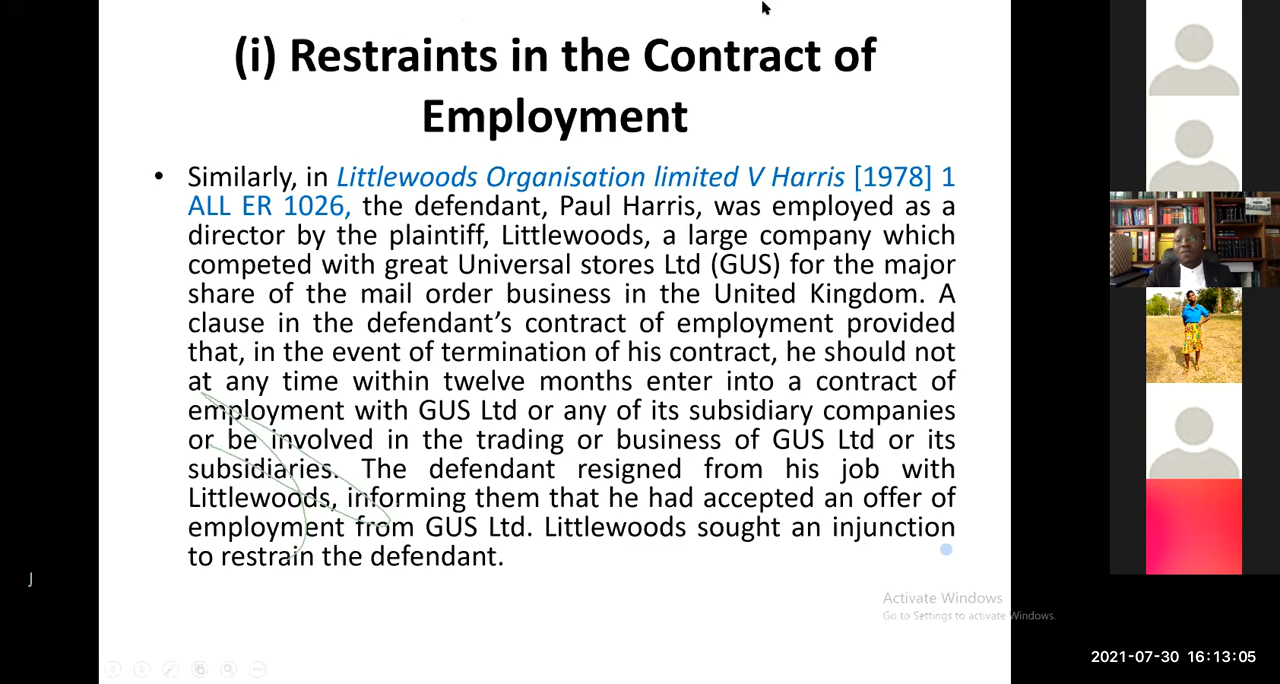 (i) Restraints in the Contract of
Employment
• Similarly, in Littlewoods Organisation limited V Harris [1978] 1
ALL ER 1026, the defendant, Paul Harris, was employed as a
director by the plaintiff, Littlewoods, a large company which
competed with great Universal stores Ltd (GUS) for the major
share of the mail order business in the United Kingdom. A
clause in the defendant’s contract of employment provided
that, in the event of termination of his contract, he should not
at any time within twelve months enter into a contract of
employment with GUS Ltd or any of its subsidiary companies
or be involved in the trading or business of GUS Ltd or its
subsidiaries. The defendant resigned from his job with
Littlewoods, informing them that he had accepted an offer of
employment from GUS Ltd. Littlewoods sought an injunction
to restrain the defendant.
J
Activate Windows
Go to Settings to activate Windows.
2021-07-30 16:13:05